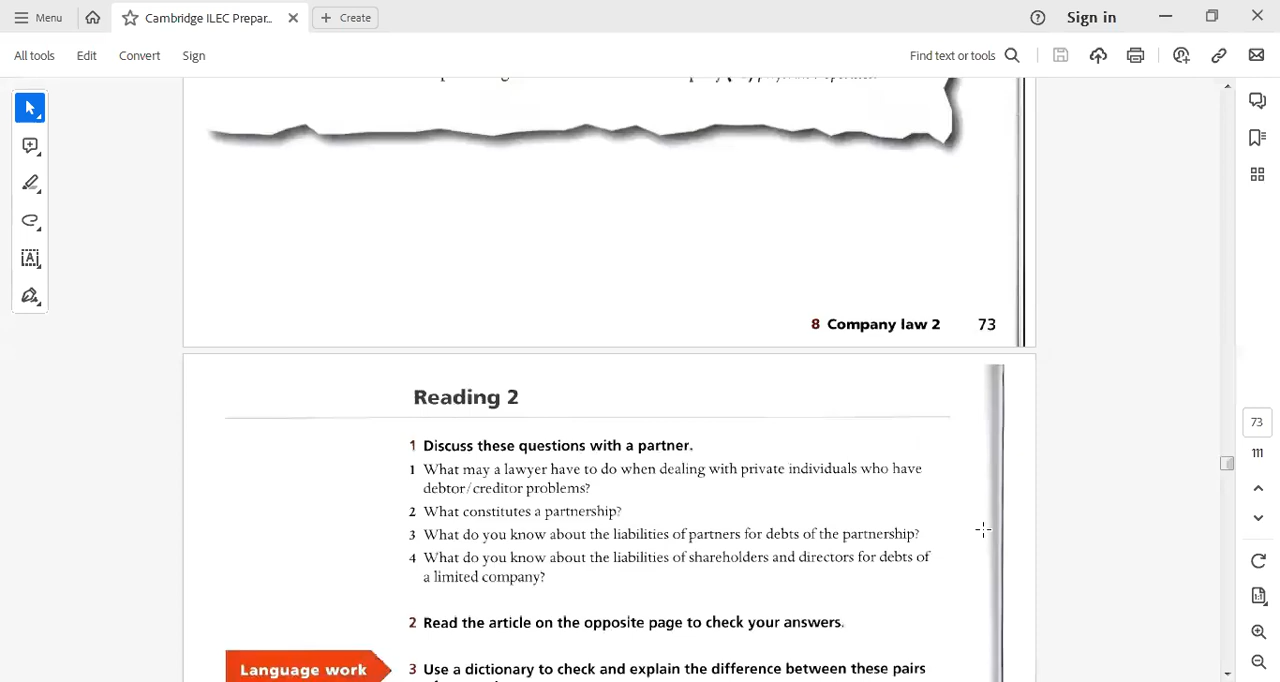 Menu
Cambridge ILEC Prepar...
Create
Sign in
All tools
Edit
Convert
Sign
Find text or tools
8 Company law 2 73
Reading 2
1 Discuss these questions with a partner.
1 What may a lawyer have to do when dealing with private individuals who have
debtor/creditor problems?
2 What constitutes a partnership?
3 What do you know about the liabilities of partners for debts of the partnership?
4 What do you know about the liabilities of shareholders and directors for debts of
a limited company?
2 Read the article on the opposite page to check your answers.
Language work
3 Use a dictionary to check and explain the difference between these pairs
73
111
1:1